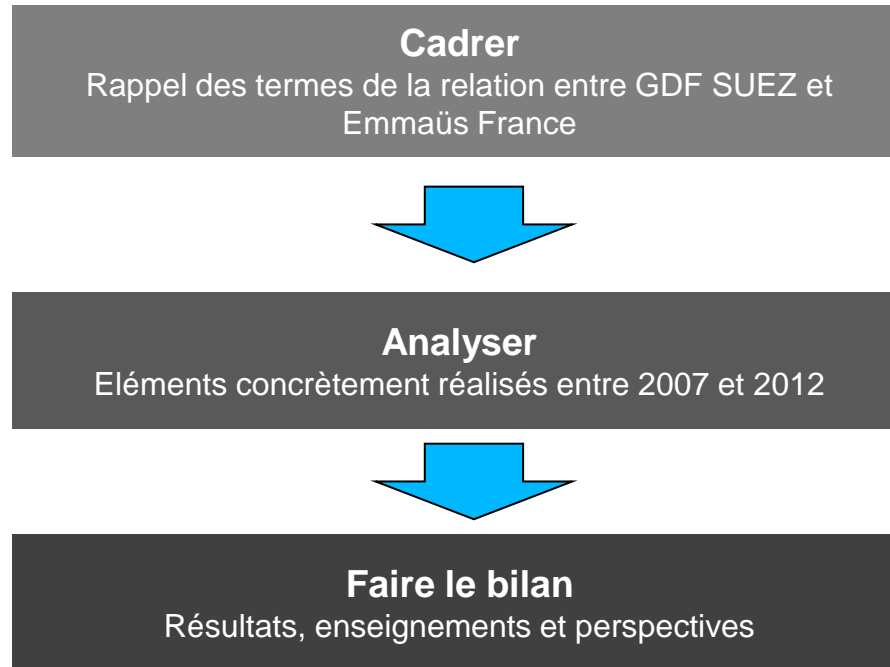 Cadrer
Rappel des termes de la relation entre GDF SUEZ et
Emmaüs France
Analyser
Eléments concrètement réalisés entre 2007 et 2012
Faire le bilan
Résultats, enseignements et perspectives